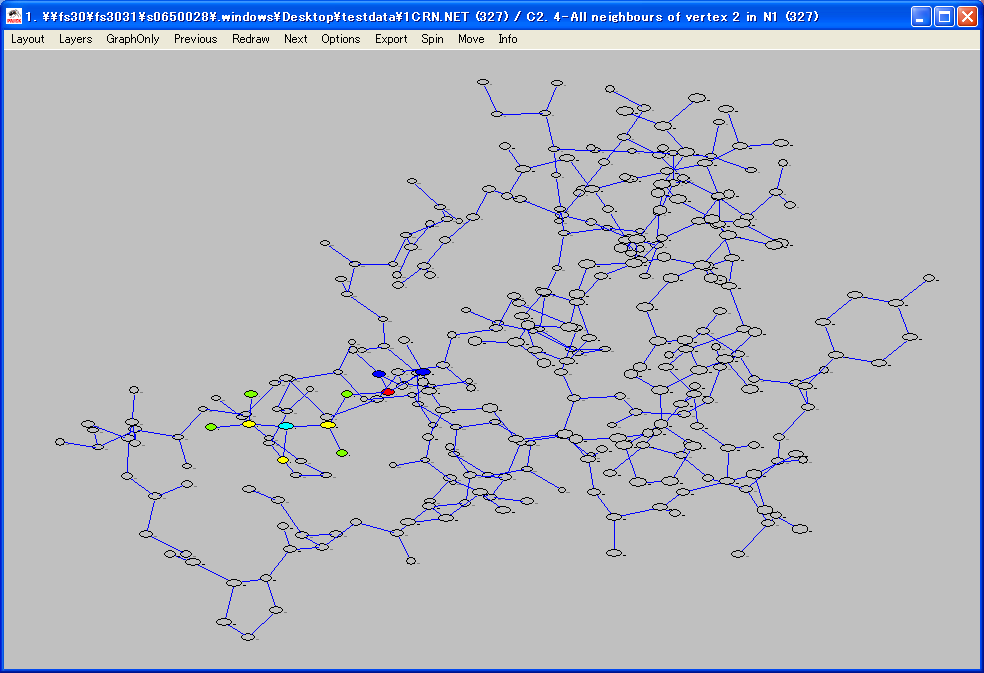 1. \\fs30\fs3031\s0650028\.windows\Desktop\testdata\1CRN.NET (327) / C2. 4-All neighbours of vertex 2 in N1 (327)
Layout Layers GraphOnly Previous Redraw Next Options Export Spin Move Info